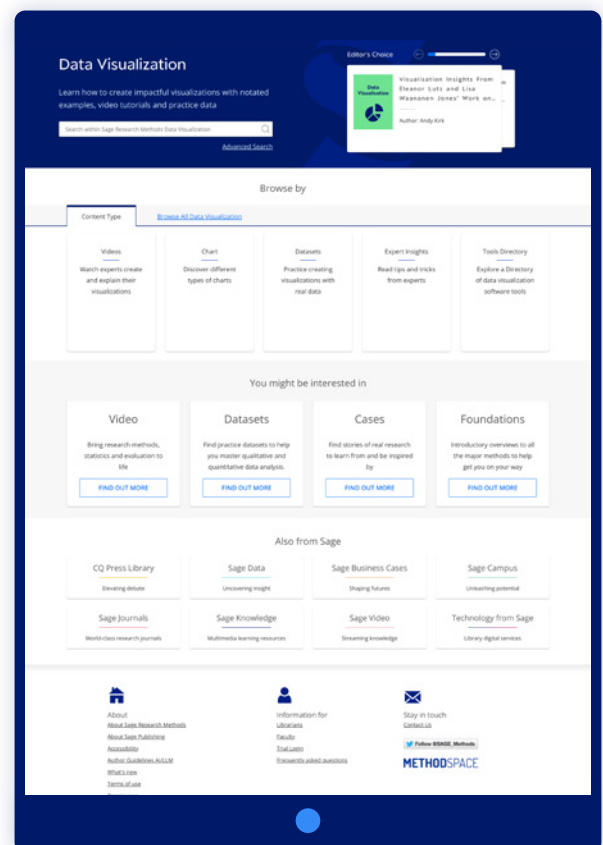 Data Visualization
Learn how to create impactful visualizations with notated
examples, video tutorials and practice data
Search within Sage Research Methods Data Visualization
Advanced Search
Editor's Choice
Data
Visualization
Visualisation Insights From
Eleanor Lutz and Lisa
Waananen Jones' Work on...
Author: Andy Kirk
Browse by
Content Type
Browse All Data Visualization
Videos
Watch experts create
and explain their
visualizations
Chart
Discover different
types of charts
Datasets
Practice creating
visualizations with
real data
Expert Insights
Read tips and tricks
from experts
Tools Directory
Explore a Directory
of data visualization
software tools
You might be interested in
Video
Bring research methods,
statistics and evaluation to
life
FIND OUT MORE
Datasets
Find practice datasets to help
you master qualitative and
quantitative data analysis.
FIND OUT MORE
Cases
Find stories of real research
to learn from and be inspired
by
FIND OUT MORE
Foundations
Introductory overviews to all
the major methods to help
get you on your way
FIND OUT MORE
Also from Sage
CQ Press Library
Elevating debate
Sage Data
Uncovering insight
Sage Business Cases
Shaping futures
Sage Campus
Unleashing potential
Sage Journals
World-class research journals
Sage Knowledge
Multimedia learning resources
Sage Video
Streaming knowledge
Technology from Sage
Library digital services
About
About Sage Research Methods
About Sage Publishing
Accessibility
Author Guidelines AI/LLM
What's new
Terms of use
Information for
Librarians
Faculty
Trial Login
Frequently asked questions
Stay in touch
Contact Us
Follow @SAGE_Methods
METHODSPACE